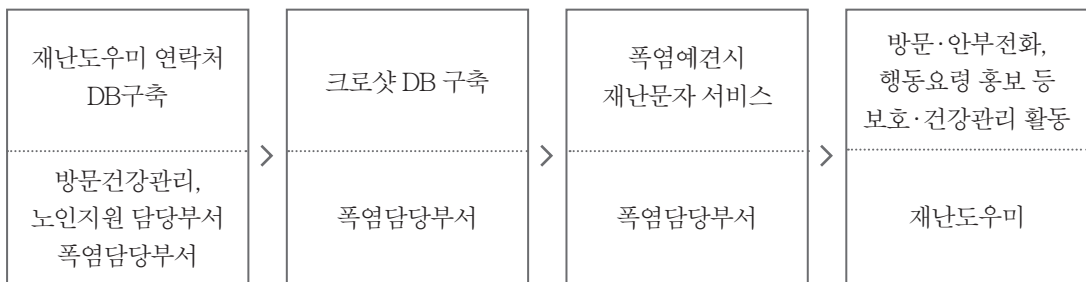 재난도우미 연락처
DB구축
방문건강관리,
노인지원 담당부서
폭염담당부서
>
크로샷 DB 구축
폭염담당부서
>
폭염예견시
재난문자 서비스
폭염담당부서
>
방문·안부전화,
행동요령 홍보 등
보호·건강관리 활동
재난도우미